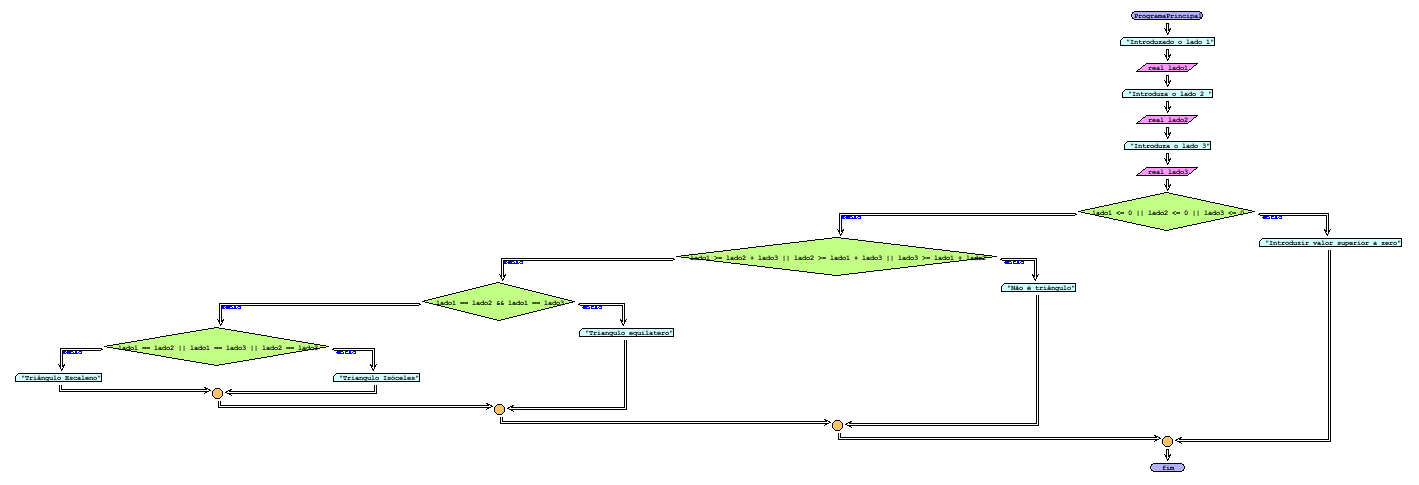 ProgramaPrincipal
"Introduzado o lado 1"
real lado1
"Introduza o lado 2 "
real lado2
"Introduza o lado 3"
real lado3
lado1 <= 0 || lado2 <= 0 || lado3 <= 0
"Introduzir valor superior a zero"
lado1 >= lado2 + lado3 || lado2 >= lado1 + lado3 || lado3 >= lado1 + lado2
"Não é triângulo"
lado1 == lado2 && lado1 == lado3
"Triangulo equilatero"
lado1 == lado2 || lado1 == lado3 || lado2 == lado3
"Triângulo Escaleno"
"Triangulo Isóceles"
fim